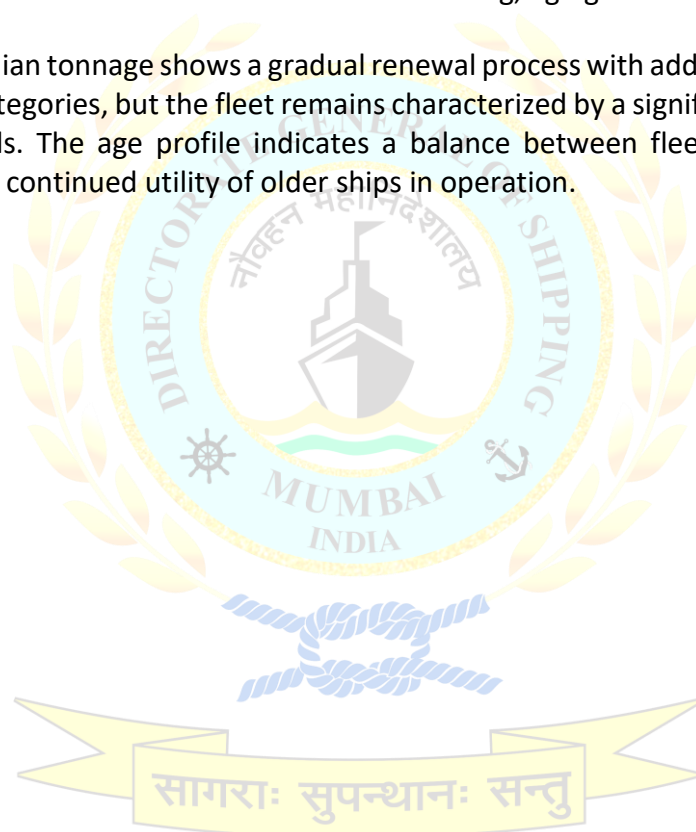 ian tonnage shows a gradual renewal process with add
tegories, but the fleet remains characterized by a signif
ls. The age profile indicates a balance between flee
continued utility of older ships in operation.
DIRECTORATE GENERAL OF SHIPPING
नौवहन महानिदेशालय
MUMBAI
INDIA
सागराः सुपन्थानः सन्तु